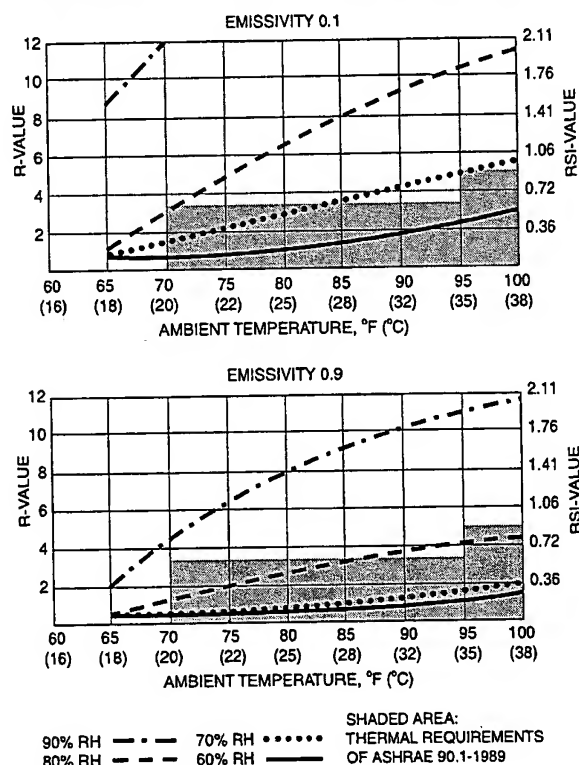 EMISSIVITY 0.1
R-VALUE
12
10
8
6
4
2
2.11
1.76
1.41
1.06
0.72
0.36
RSI-VALUE
60 65 70 75 80 85 90 95 100
(16) (18) (20) (22) (25) (28) (32) (35) (38)
AMBIENT TEMPERATURE, °F (°C)
EMISSIVITY 0.9
R-VALUE
12
10
8
6
4
2
2.11
1.76
1.41
1.06
0.72
0.36
RSI-VALUE
60 65 70 75 80 85 90 95 100
(16) (18) (20) (22) (25) (28) (32) (35) (38)
AMBIENT TEMPERATURE, °F (°C)
90% RH 70% RH
80% RH 60% RH
SHADED AREA:
THERMAL REQUIREMENTS
OF ASHRAE 90.1-1989